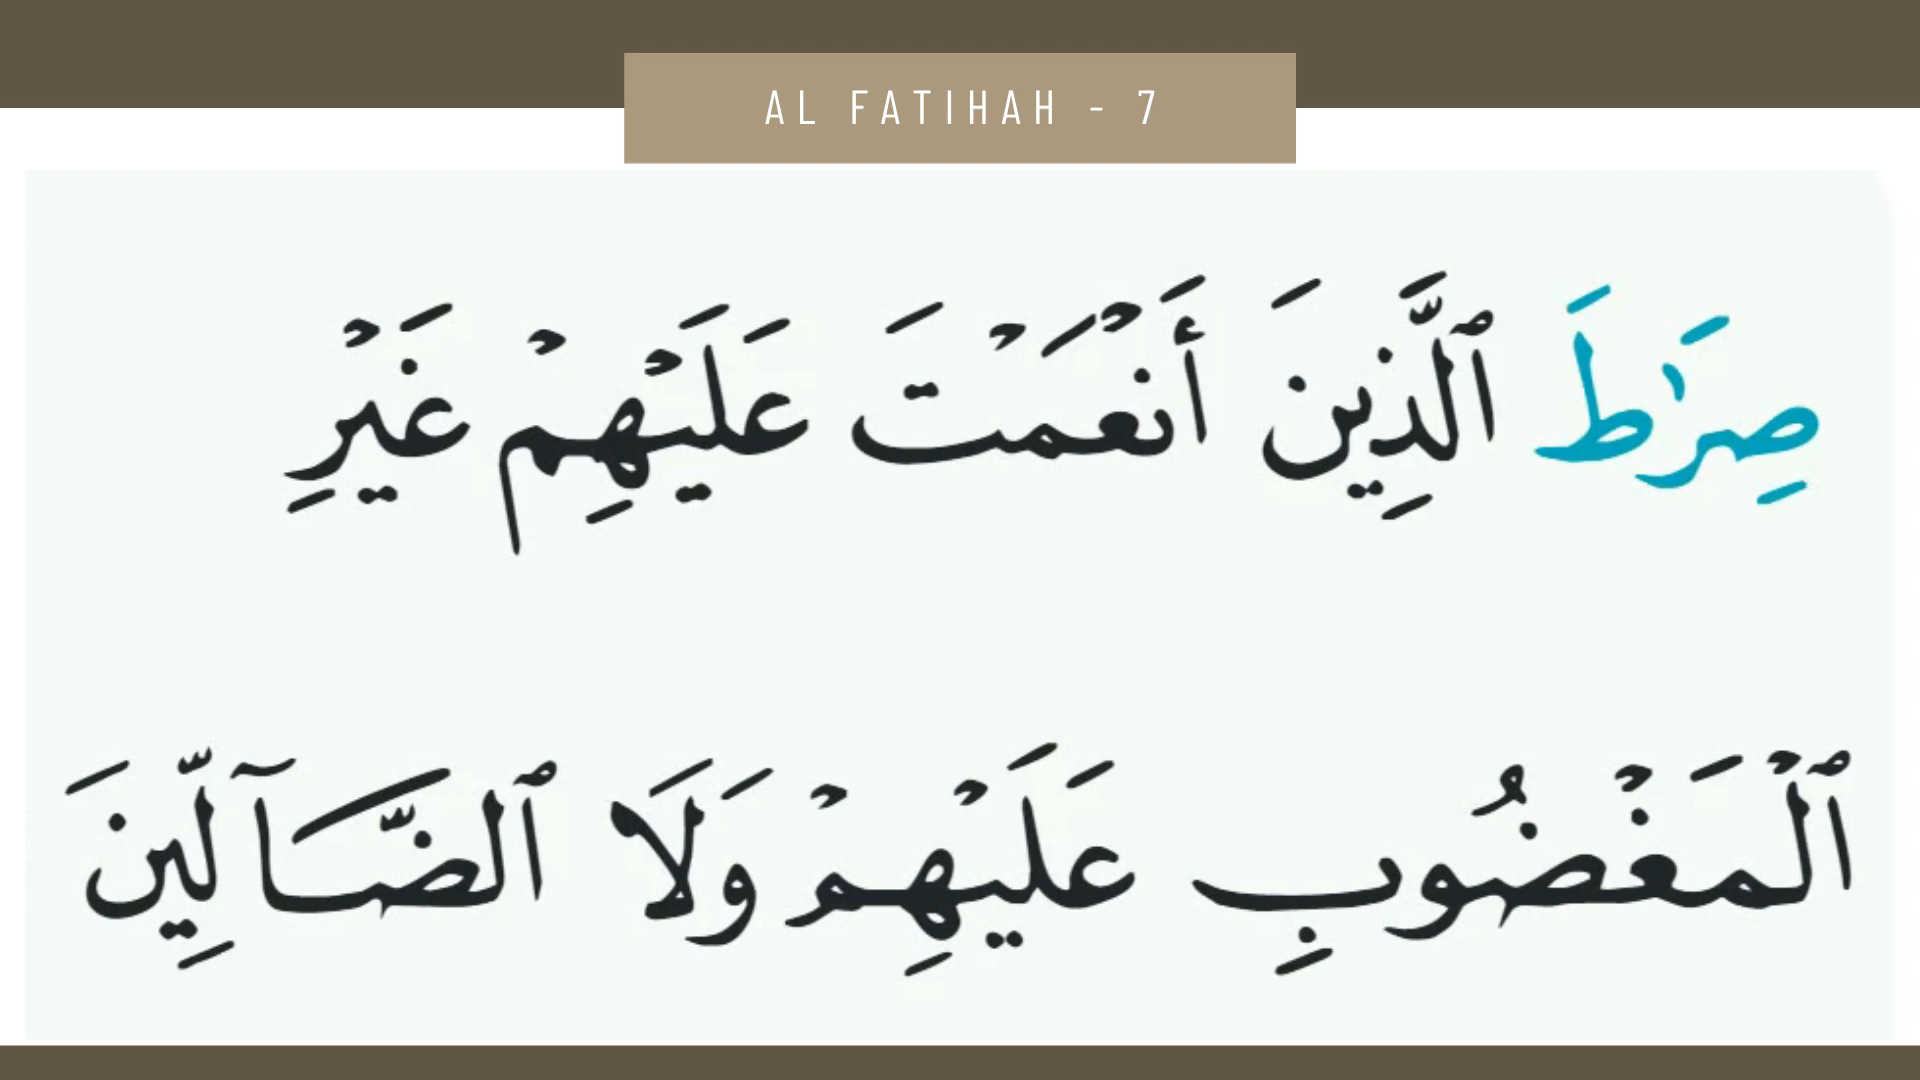 AL FATIHAH - 7
صِرَٰطَ ٱلَّذِينَ أَنْعَمْتَ عَلَيْهِمْ غَيْرِ
ٱلْمَغْضُوبِ عَلَيْهِمْ وَلَا ٱلضَّآلِّينَ